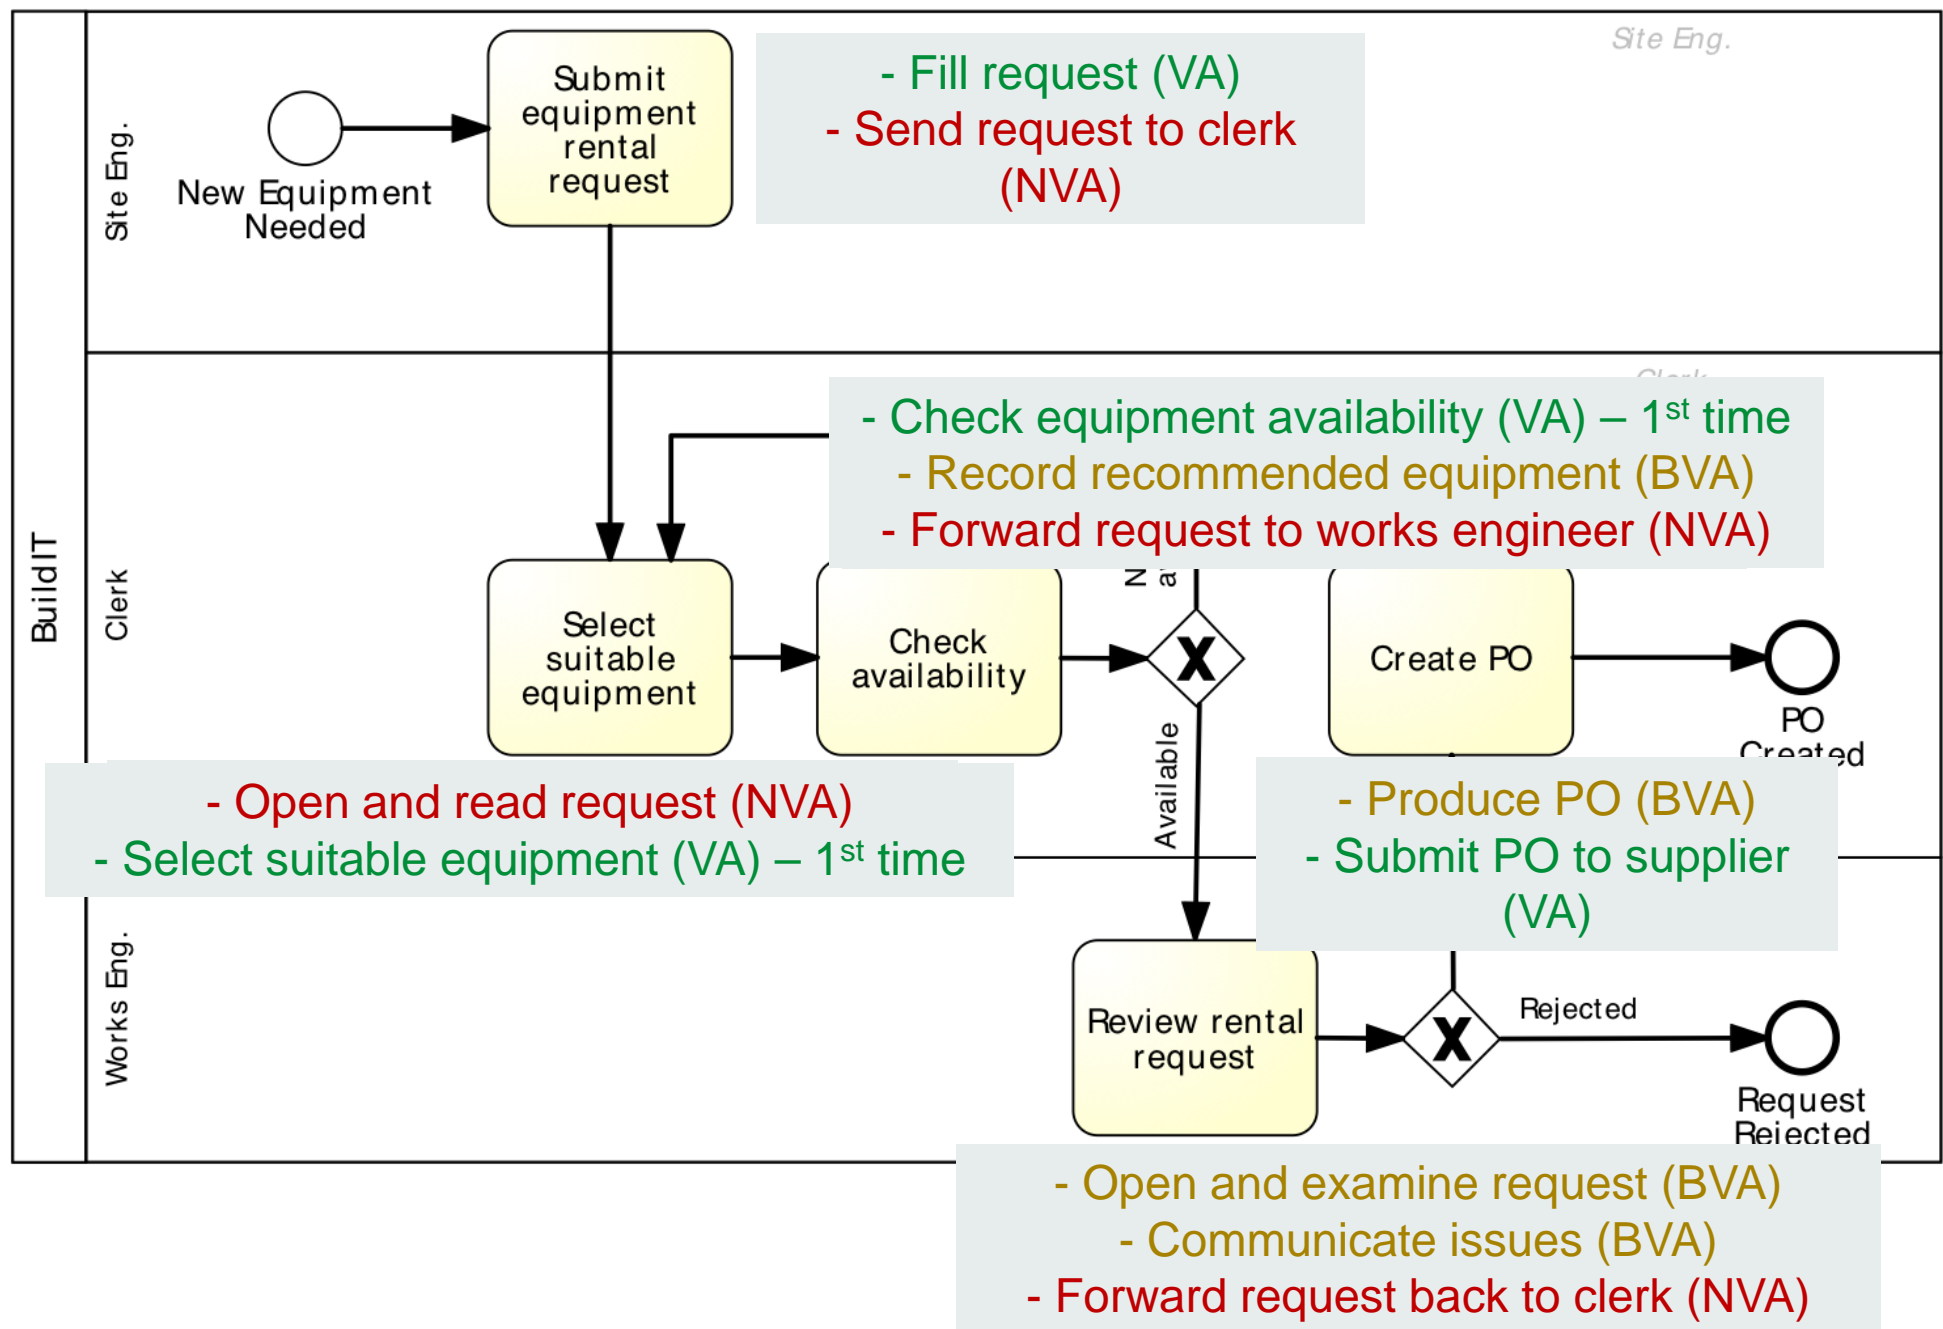 Site Eng.
Submit
equipment
rental
request
- Fill request (VA)
- Send request to clerk
(NVA)
Site Eng.
New Equipment
Needed
BuildIT
Clerk
Clerk
- Check equipment availability (VA) – 1st time
- Record recommended equipment (BVA)
- Forward request to works engineer (NVA)
Select
suitable
equipment
Check
availability
Create PO
PO
Created
Available
- Open and read request (NVA)
- Select suitable equipment (VA) – 1st time
- Produce PO (BVA)
- Submit PO to supplier
(VA)
Works Eng.
Review rental
request
Rejected
Request
Rejected
- Open and examine request (BVA)
- Communicate issues (BVA)
- Forward request back to clerk (NVA)